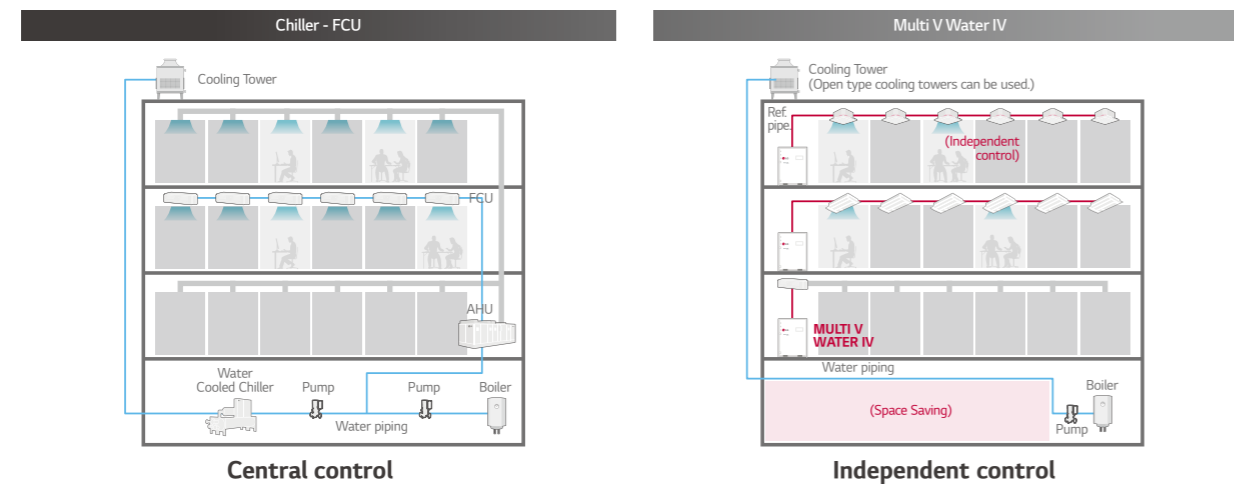 Chiller - FCU
Cooling Tower
FCU
AHU
Water
Cooled Chiller
Pump
Pump
Boiler
Water piping
Central control
Multi V Water IV
Cooling Tower
(Open type cooling towers can be used.)
Ref.
pipe.
(Independent
control)
MULTI V
WATER IV
Water piping
Boiler
(Space Saving)
Pump
Independent control